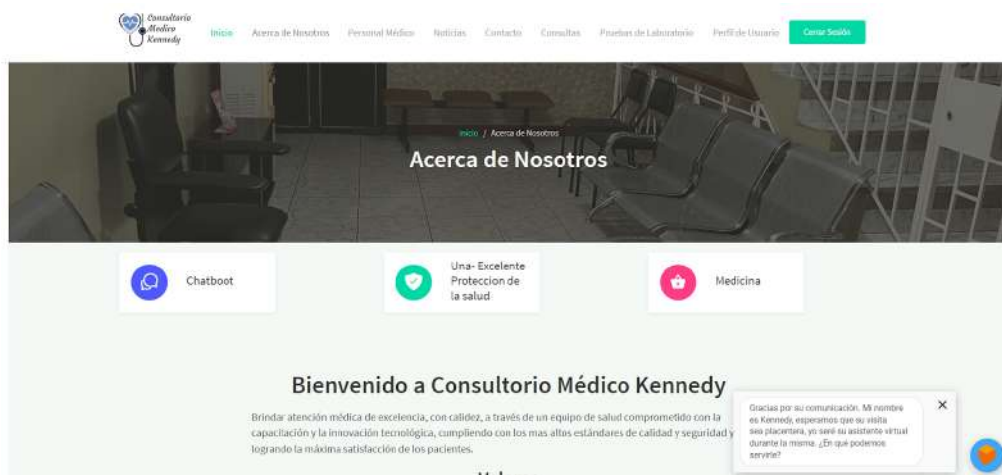 Consultorio
Medico
Kennedy
Inicio Acerca de Nosotros Personal Médico Noticias Contacto Consultas Pruebas de Laboratorio Perfil de Usuario Cerrar Sesión
Inicio / Acerca de Nosotros
Acerca de Nosotros
Chatboot
Una- Excelente
Proteccion de
la salud
Medicina
Bienvenido a Consultorio Médico Kennedy
Brindar atención médica de excelencia, con calidez, a través de un equipo de salud comprometido con la
capacitación y la innovación tecnológica, cumpliendo con los mas altos estándares de calidad y seguridad y
logrando la máxima satisfacción de los pacientes.
Gracias por su comunicación. Mi nombre
es Kennedy, esperamos que su visita
sea placentera, yo seré su asistente virtual
durante la misma. ¿En qué podemos
servirle?